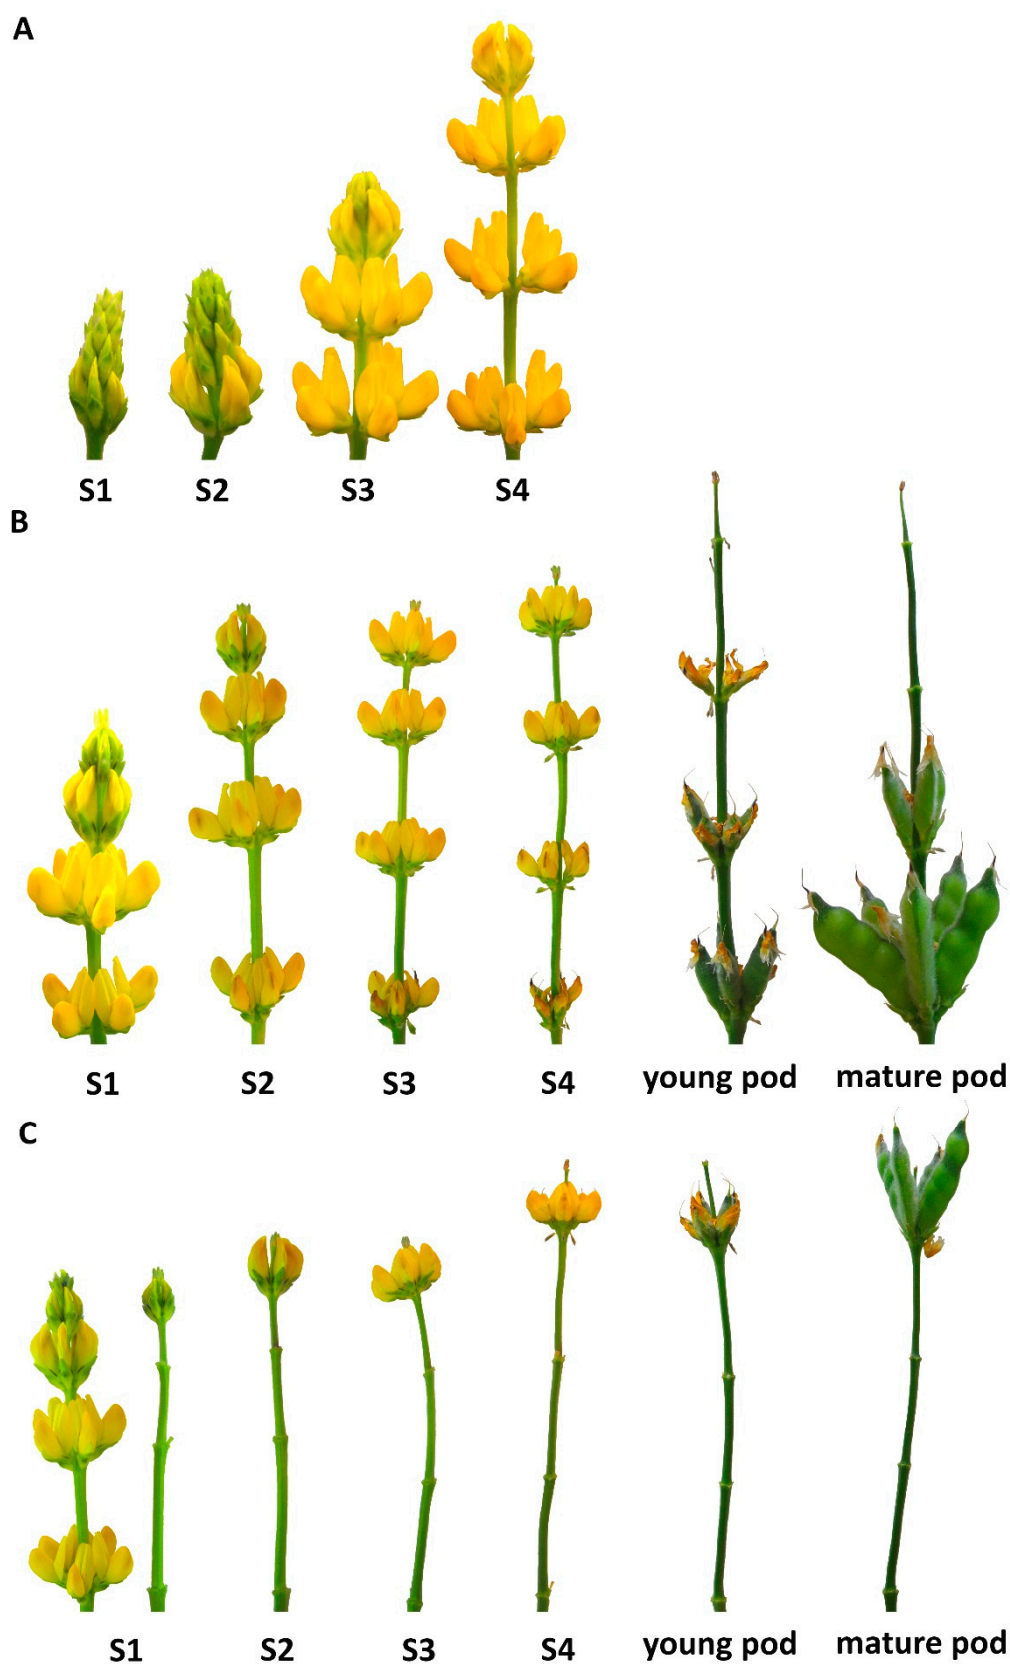 A
S1 S2 S3 S4
B
S1 S2 S3 S4 young pod mature pod
C
S1 S2 S3 S4 young pod mature pod